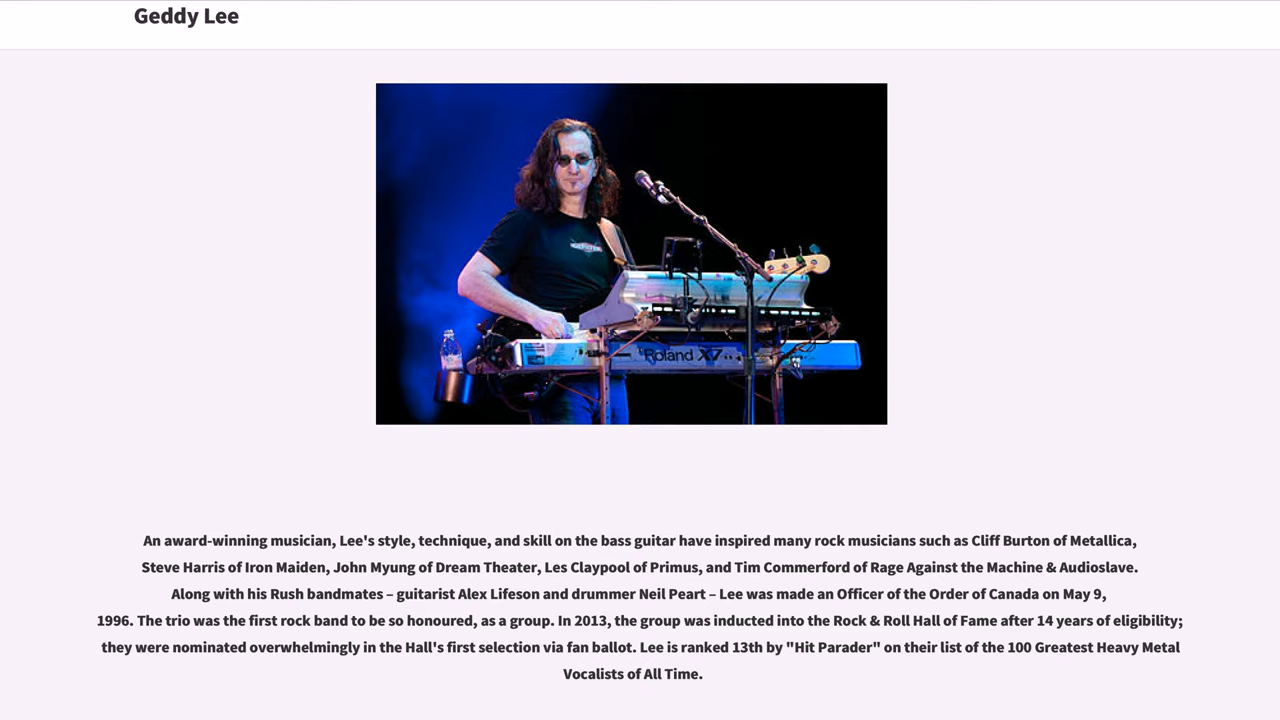 Geddy Lee
Roland X7
An award-winning musician, Lee's style, technique, and skill on the bass guitar have inspired many rock musicians such as Cliff Burton of Metallica,
Steve Harris of Iron Maiden, John Myung of Dream Theater, Les Claypool of Primus, and Tim Commerford of Rage Against the Machine & Audioslave.
Along with his Rush bandmates – guitarist Alex Lifeson and drummer Neil Peart – Lee was made an Officer of the Order of Canada on May 9,
1996. The trio was the first rock band to be so honoured, as a group. In 2013, the group was inducted into the Rock & Roll Hall of Fame after 14 years of eligibility;
they were nominated overwhelmingly in the Hall's first selection via fan ballot. Lee is ranked 13th by "Hit Parader" on their list of the 100 Greatest Heavy Metal
Vocalists of All Time.